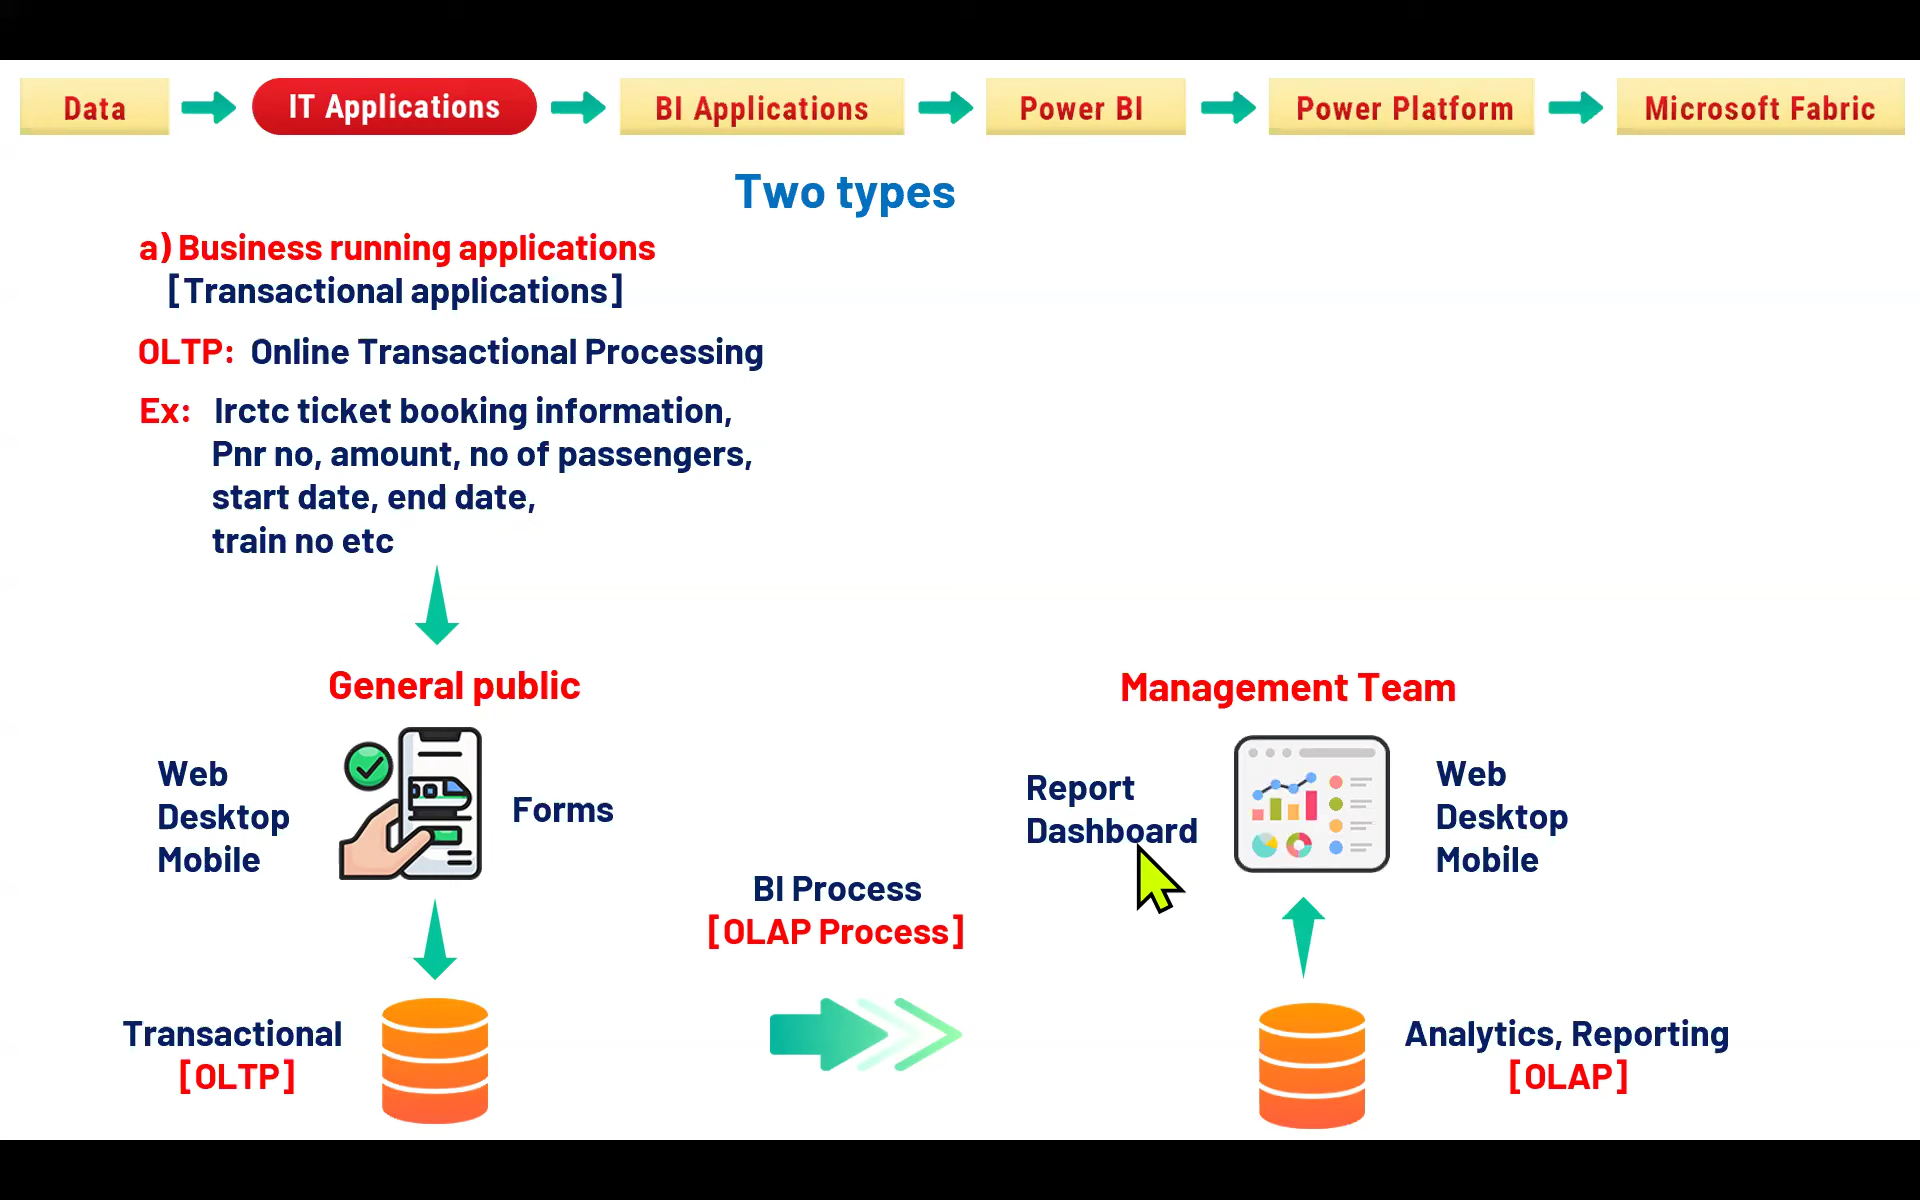 Data
IT Applications
BI Applications
Power BI
Power Platform
Microsoft Fabric
Two types
a) Business running applications
[Transactional applications]
OLTP: Online Transactional Processing
Ex: Irctc ticket booking information,
Pnr no, amount, no of passengers,
start date, end date,
train no etc
General public
Web
Desktop
Mobile
Forms
Transactional
[OLTP]
BI Process
[OLAP Process]
Management Team
Report
Dashboard
Web
Desktop
Mobile
Analytics, Reporting
[OLAP]